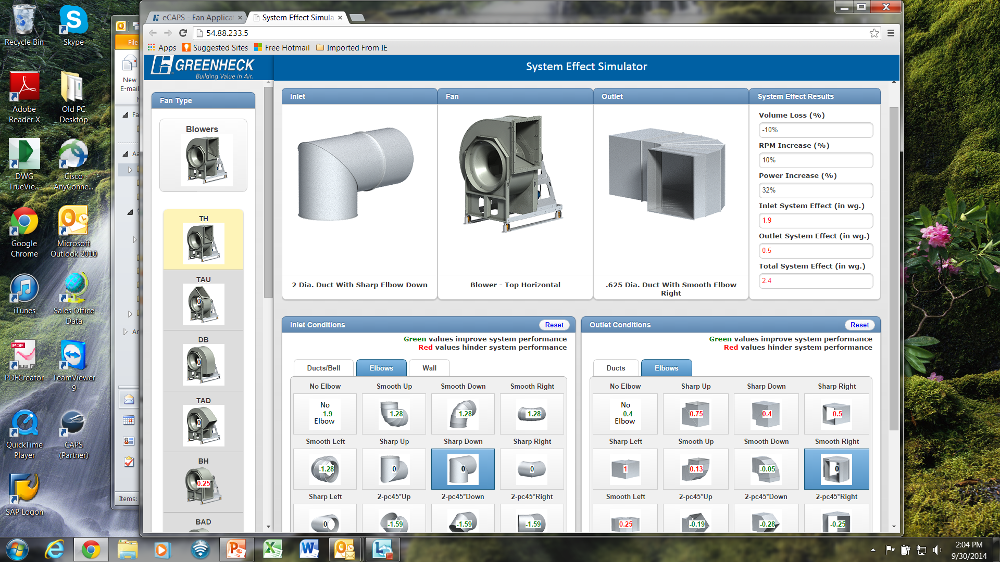 Recycle Bin
Skype
Adobe
Reader X
Old PC
Desktop
DWG
TrueVie...
Cisco
AnyConne...
Google
Chrome
Microsoft
Outlook 2010
iTunes
Sales Office
Data
PDFCreator
TeamViewer
9
QuickTime
Player
CAPS
(Partner)
SAP Logon
File
New
E-mail
Items:
eCAPS - Fan Applica
System Effect Simula
54.88.233.5
Apps
Suggested Sites
Free Hotmail
Imported From IE
GREENHECK
Building Value in Air.
System Effect Simulator
Fan Type
Blowers
TH
TAU
0
DB
0
TAD
0
BH
0.25
BAD
Inlet
Fan
Outlet
System Effect Results
2 Dia. Duct With Sharp Elbow Down
Blower - Top Horizontal
.625 Dia. Duct With Smooth Elbow
Right
Volume Loss (%)
-10%
RPM Increase (%)
10%
Power Increase (%)
32%
Inlet System Effect (in wg.)
1.9
Outlet System Effect (in wg.)
0.5
Total System Effect (in wg.)
2.4
Inlet Conditions
Reset
Green values improve system performance
Red values hinder system performance
Ducts/Bell
Elbows
Wall
No Elbow
Smooth Up
Smooth Down
Smooth Right
No
-1.9
Elbow
-1.28
-1.28
-1.28
Smooth Left
Sharp Up
Sharp Down
Sharp Right
-1.28
0
0
0
Sharp Left
2-pc45*Up
2-pc45*Down
2-pc45*Right
0
-1.59
-1.59
-1.59
Outlet Conditions
Reset
Green values improve system performance
Red values hinder system performance
Ducts
Elbows
No Elbow
Sharp Up
Sharp Down
Sharp Right
No
-0.4
Elbow
0.75
0.4
0.5
Sharp Left
Smooth Up
Smooth Down
Smooth Right
1
0.13
-0.05
0
Smooth Left
2-pc45*Up
2-pc45*Down
2-pc45*Right
0.25
-0.19
-0.28
-0.25
2:04 PM
9/30/2014